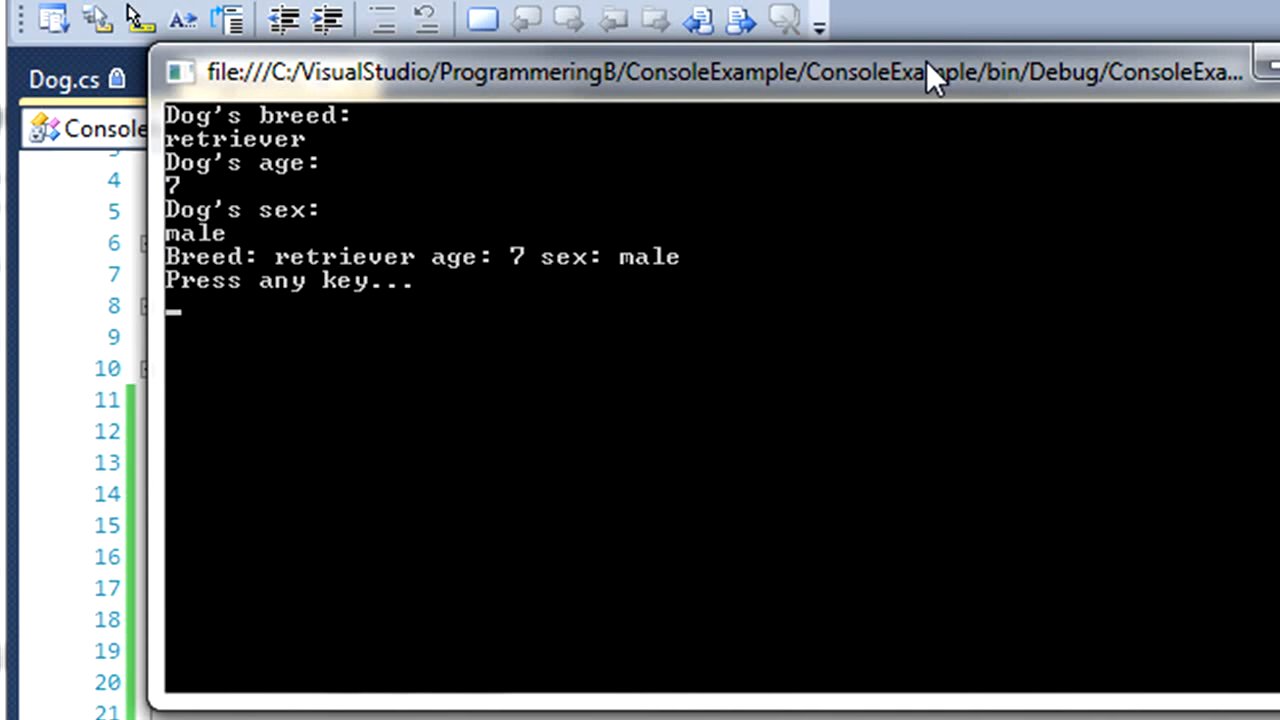 Dog.cs
file:///C:/VisualStudio/ProgrammeringB/ConsoleExample/ConsoleExample/bin/Debug/ConsoleExa...
Console
Dog's breed:
retriever
Dog's age:
7
Dog's sex:
male
Breed: retriever age: 7 sex: male
Press any key...
4
5
6
7
8
9
10
11
12
13
14
15
16
17
18
19
20
21